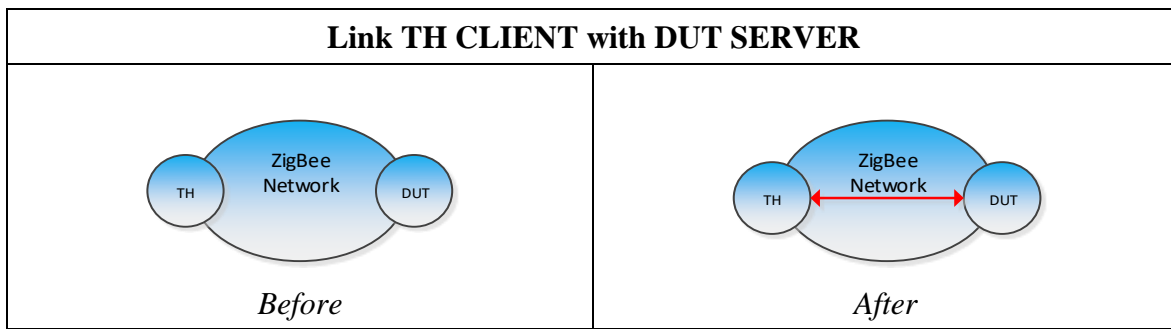 Link TH CLIENT with DUT SERVER
ZigBee
Network
TH
DUT
Before
ZigBee
Network
TH
DUT
After